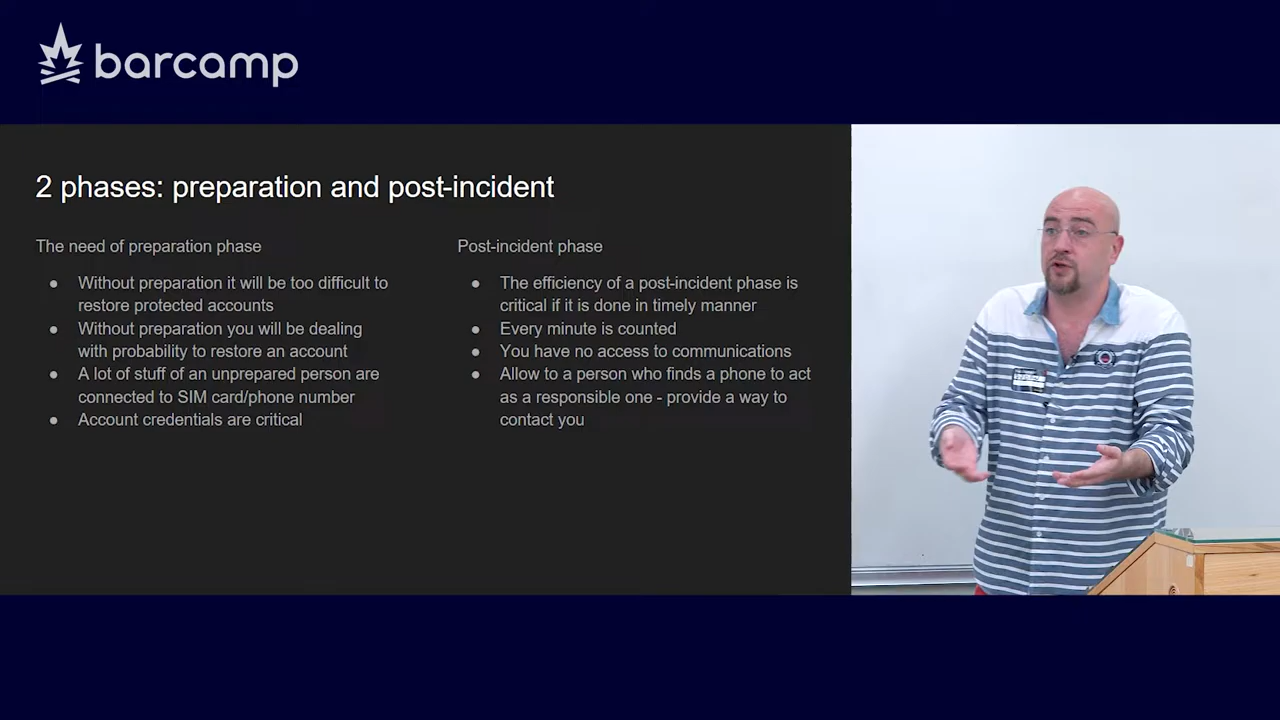 barcamp
2 phases: preparation and post-incident
The need of preparation phase
Without preparation it will be too difficult to
restore protected accounts
Without preparation you will be dealing
with probability to restore an account
A lot of stuff of an unprepared person are
connected to SIM card/phone number
Account credentials are critical
Post-incident phase
The efficiency of a post-incident phase is
critical if it is done in timely manner
Every minute is counted
You have no access to communications
Allow to a person who finds a phone to act
as a responsible one - provide a way to
contact you